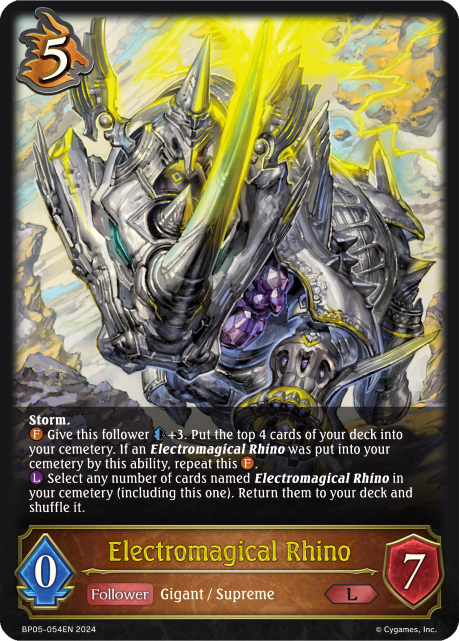 5
Storm.
F Give this follower +3. Put the top 4 cards of your deck into
your cemetery. If an Electromagical Rhino was put into your
cemetery by this ability, repeat this F.
L Select any number of cards named Electromagical Rhino in
your cemetery (including this one). Return them to your deck and
shuffle it.
Electromagical Rhino
0
Follower Gigant / Supreme L
7
BP05-054EN 2024 © Cygames, Inc.